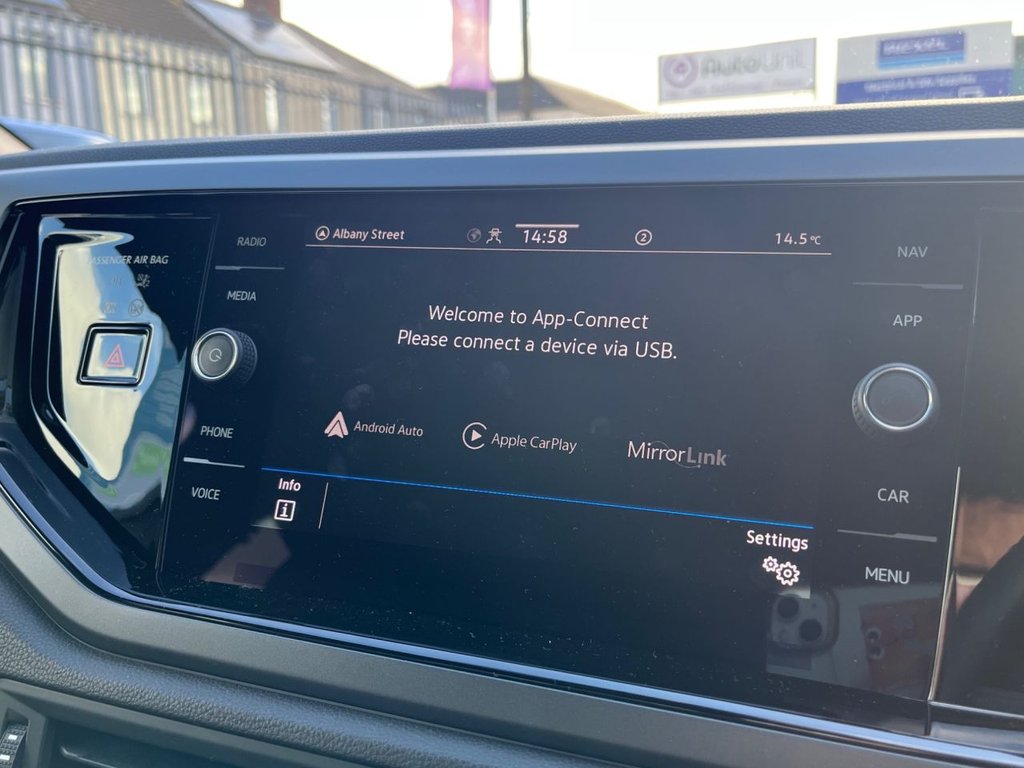 AutoUnit
PASSENGER AIR BAG
RADIO
MEDIA
PHONE
VOICE
Albany Street
14:58
2
14.5°C
Welcome to App-Connect
Please connect a device via USB.
Android Auto
Apple CarPlay
MirrorLink
Info
i
Settings
NAV
APP
CAR
MENU